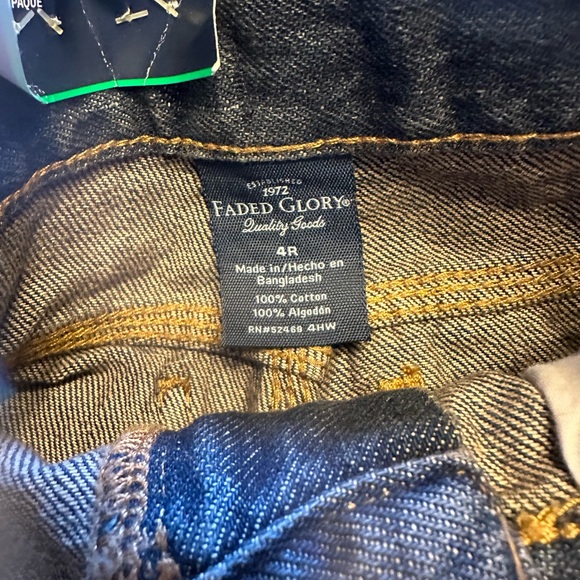 PAQUE
ESTABLISHED
1972
FADED GLORY®
Quality Goods
4R
Made in/Hecho en
Bangladesh
100% Cotton
100% Algodón
RN#52469 4HW